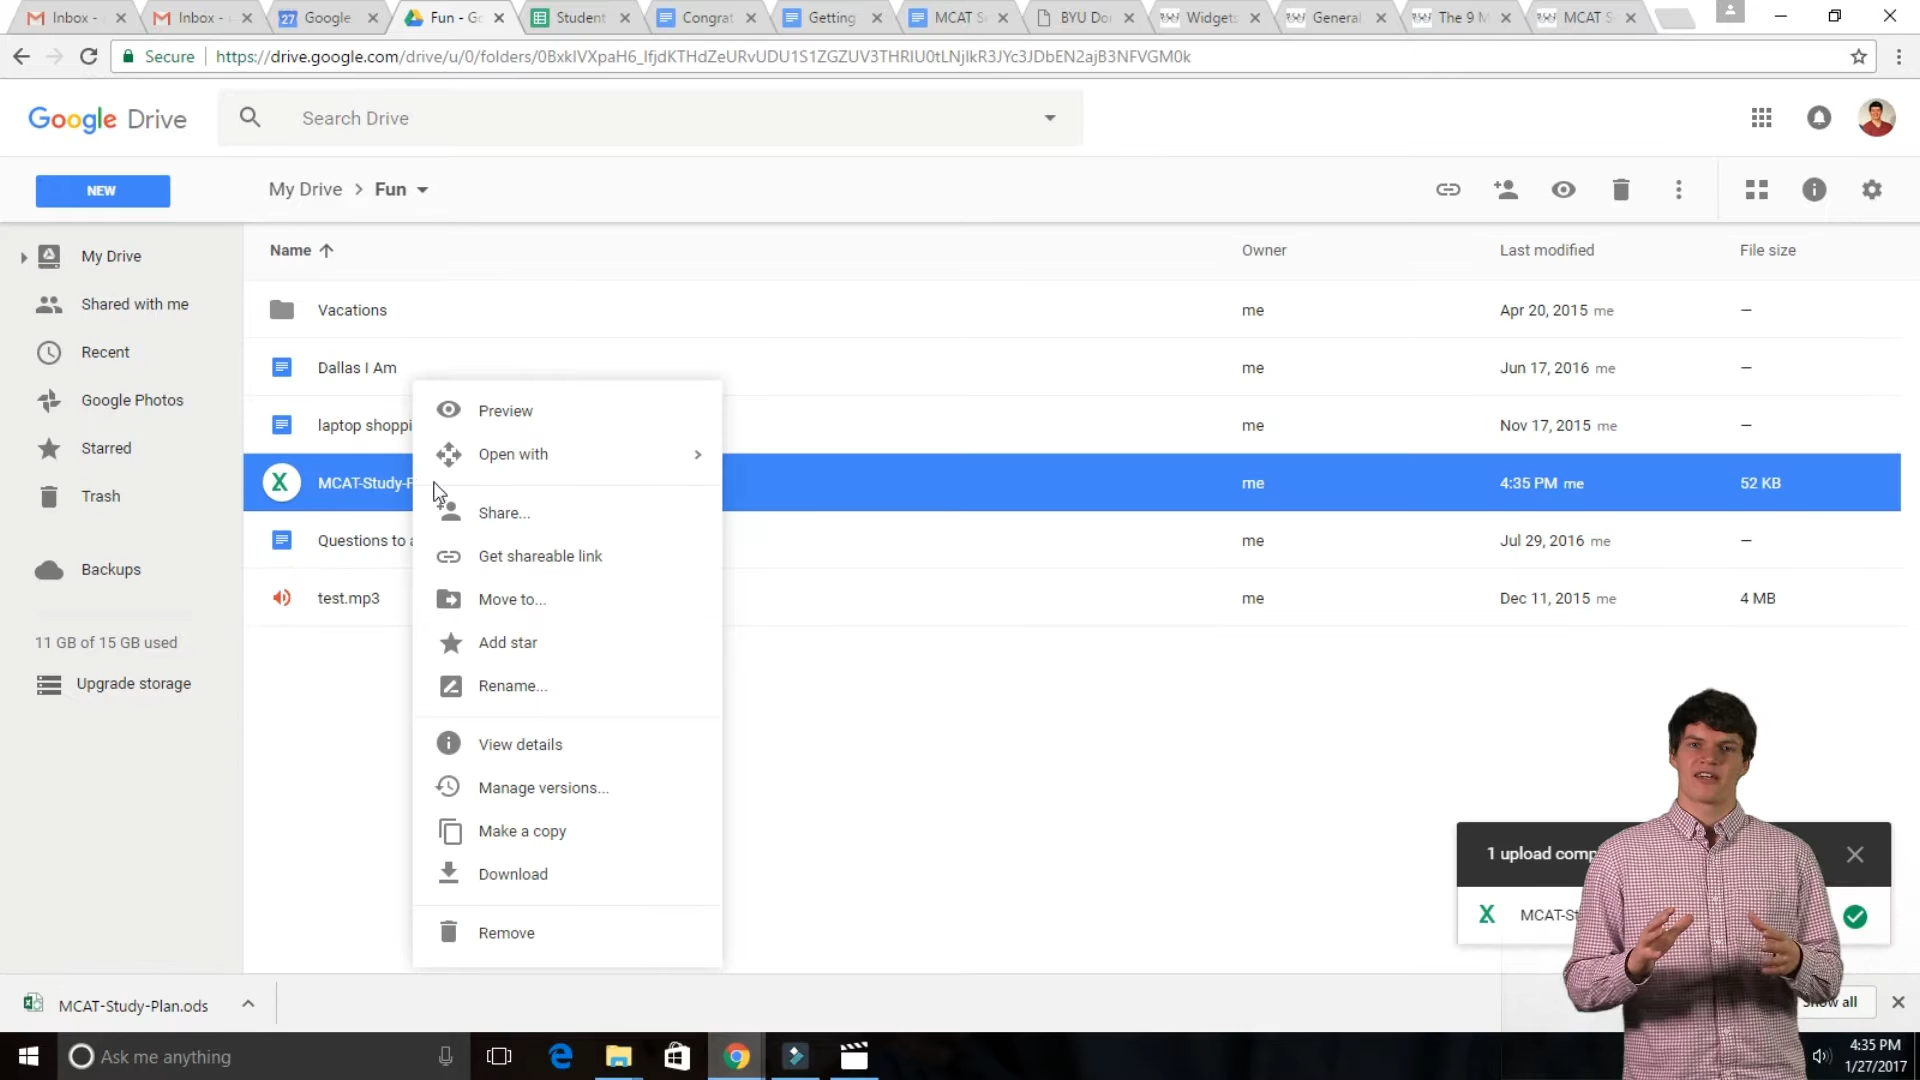 Inbox -
Inbox -
27 Google
Fun - Go
Student
Congrat
Getting
MCAT S
BYU Do
Widgets
General
The 9 M
MCAT S
Secure https://drive.google.com/drive/u/0/folders/0BxkIVXpaH6_IfjdKTHdZeURvUDU1S1ZGZUV3THRIU0tLNjlkR3JYc3JDbEN2ajB3NFVGM0k
Google Drive
Search Drive
NEW
My Drive > Fun
My Drive
Shared with me
Recent
Google Photos
Starred
Trash
Backups
11 GB of 15 GB used
Upgrade storage
Name Owner Last modified File size
Vacations me Apr 20, 2015 me –
Dallas I Am me Jun 17, 2016 me –
laptop shoppi me Nov 17, 2015 me –
MCAT-Study-P me 4:35 PM me 52 KB
Questions to a me Jul 29, 2016 me –
test.mp3 me Dec 11, 2015 me 4 MB
Preview
Open with
Share...
Get shareable link
Move to...
Add star
Rename...
View details
Manage versions...
Make a copy
Download
Remove
1 upload comp
MCAT-St
MCAT-Study-Plan.ods
Show all
Ask me anything
4:35 PM
1/27/2017